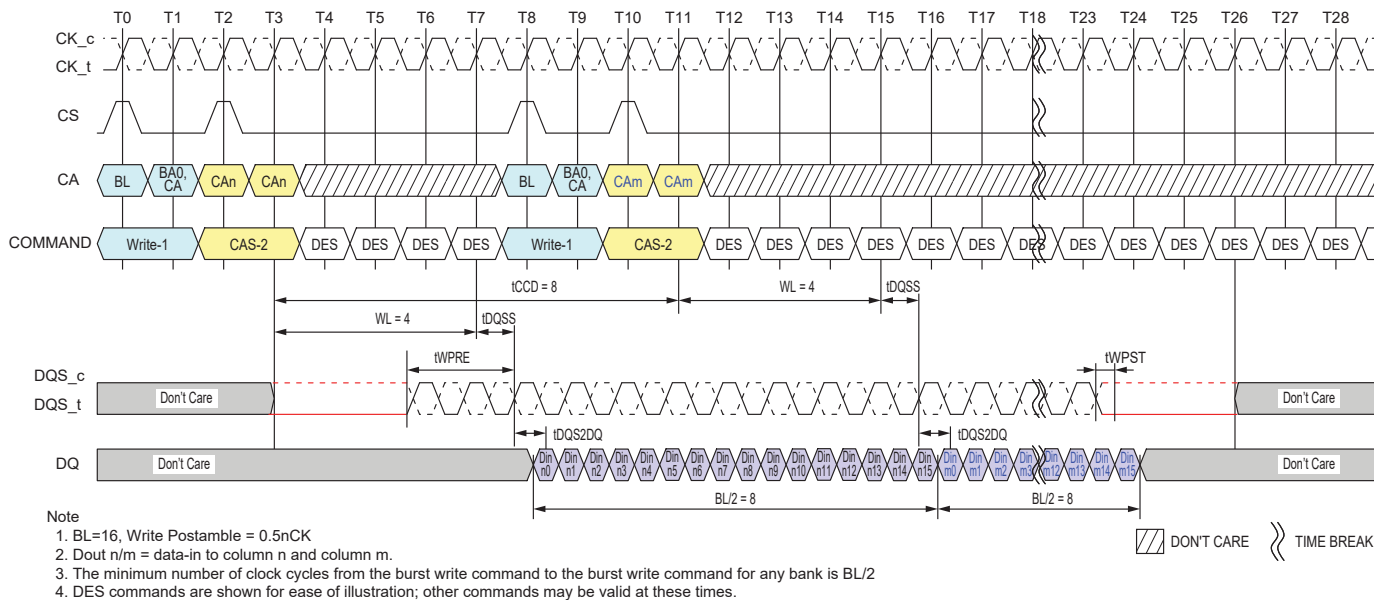 T0 T1 T2 T3 T4 T5 T6 T7 T8 T9 T10 T11 T12 T13 T14 T15 T16 T17 T18 T23 T24 T25 T26 T27 T28
CK_c
CK_t
CS
CA BL BA0, CA CAn CAn BL BA0, CA CAm CAm
COMMAND Write-1 CAS-2 DES DES DES DES Write-1 CAS-2 DES DES DES DES DES DES DES DES DES DES DES DES DES
tCCD = 8 WL = 4 tDQSS
WL = 4 tDQSS
tWPRE tWPST
DQS_c
DQS_t Don't Care Don't Care
tDQS2DQ tDQS2DQ
DQ Don't Care Din n0 Din n1 Din n2 Din n3 Din n4 Din n5 Din n6 Din n7 Din n8 Din n9 Din n10 Din n11 Din n12 Din n13 Din n14 Din n15 Din m0 Din m1 Din m2 Din m3 Din m12 Din m13 Din m14 Din m15 Don't Care
BL/2 = 8 BL/2 = 8
Note
1. BL=16, Write Postamble = 0.5nCK
2. Dout n/m = data-in to column n and column m.
3. The minimum number of clock cycles from the burst write command to the burst write command for any bank is BL/2
4. DES commands are shown for ease of illustration; other commands may be valid at these times.
DON'T CARE TIME BREAK